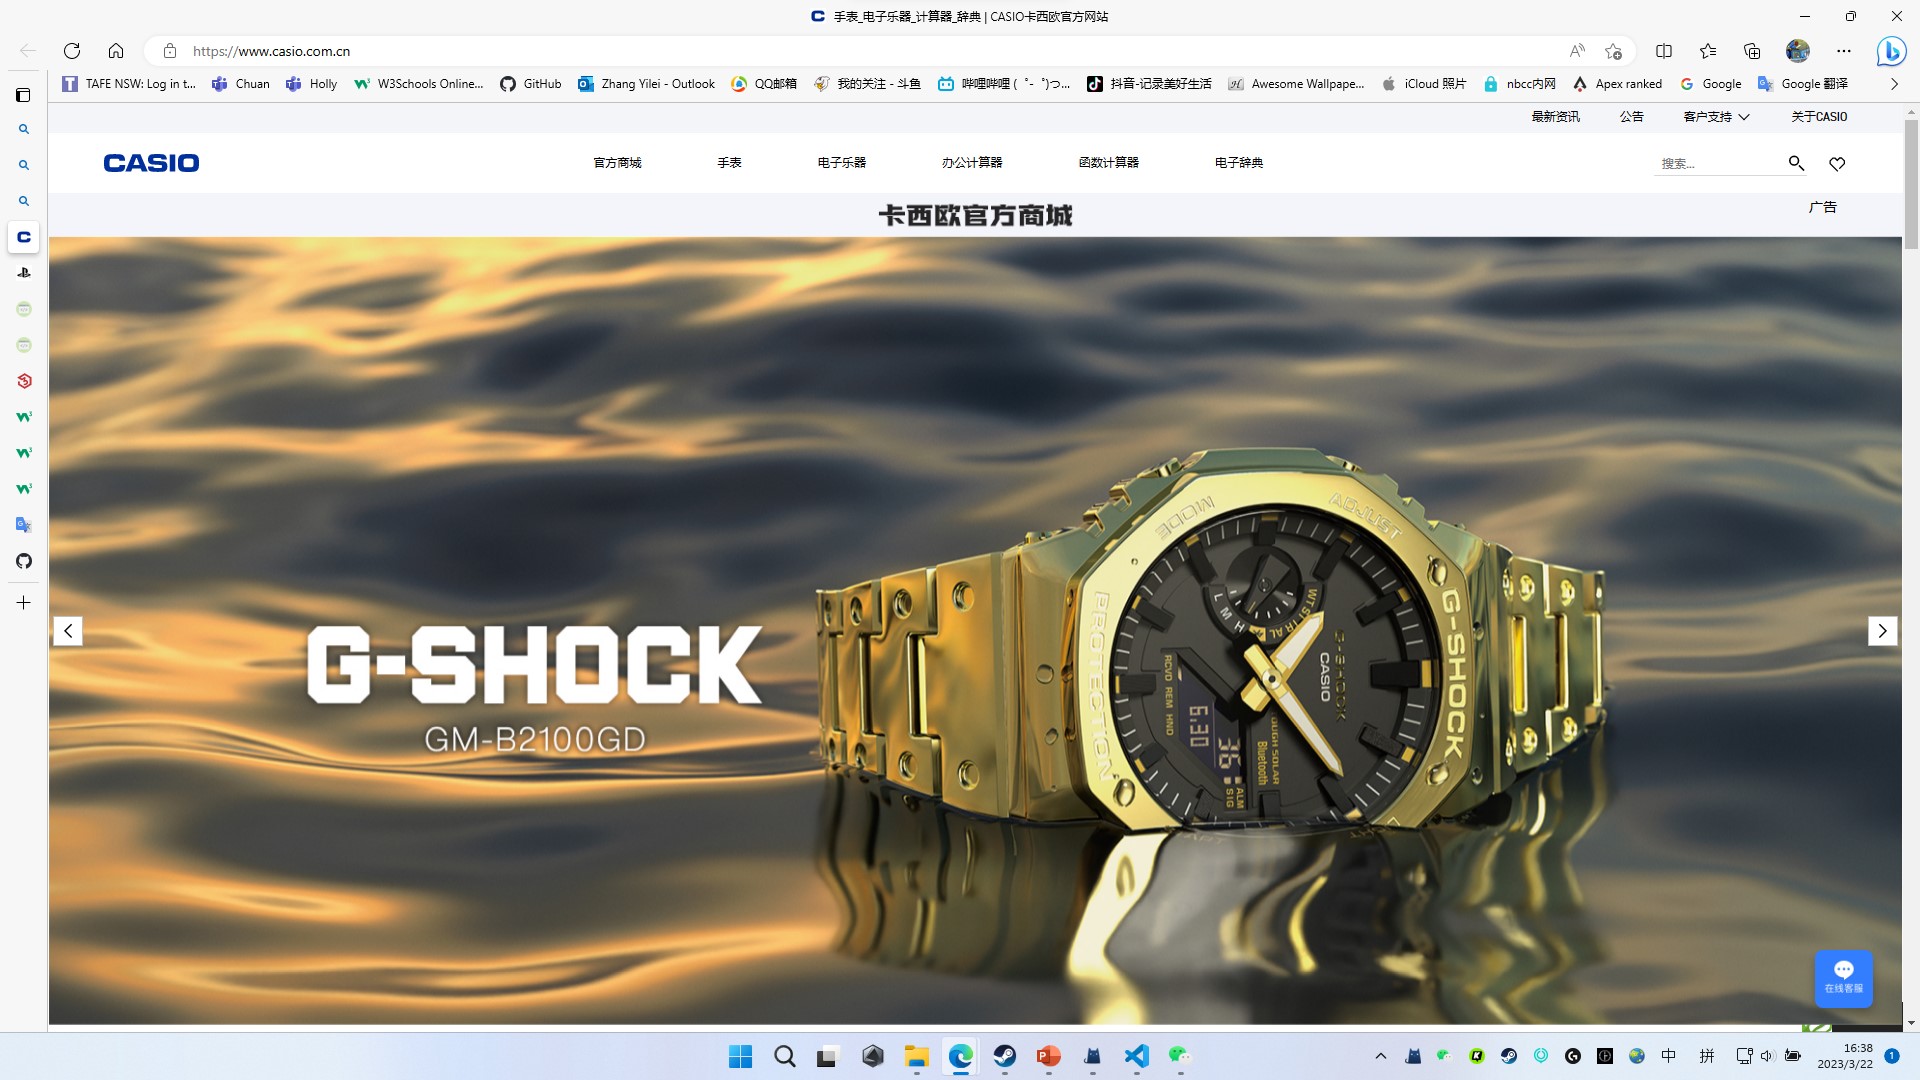 手表_电子乐器_计算器_辞典 | CASIO卡西欧官方网站
https://www.casio.com.cn
TAFE NSW: Log in t... Chuan Holly W3Schools Online... GitHub Zhang Yilei - Outlook QQ邮箱 我的关注 - 斗鱼 哔哩哔哩 ( ゜- ゜)つ... 抖音-记录美好生活 Awesome Wallpape... iCloud 照片 nbcc内网 Apex ranked Google Google 翻译
最新资讯 公告 客户支持 关于CASIO
CASIO 官方商城 手表 电子乐器 办公计算器 函数计算器 电子辞典 搜索...
卡西欧官方商城 广告
MODE ADJUST
PROTECTION G-SHOCK
G-SHOCK
CASIO
RCVD REM HND
6:30
36
TOUGH SOLAR
Bluetooth
ALM
SIG
G-SHOCK
GM-B2100GD
在线客服
中 拼 16:38
2023/3/22 1